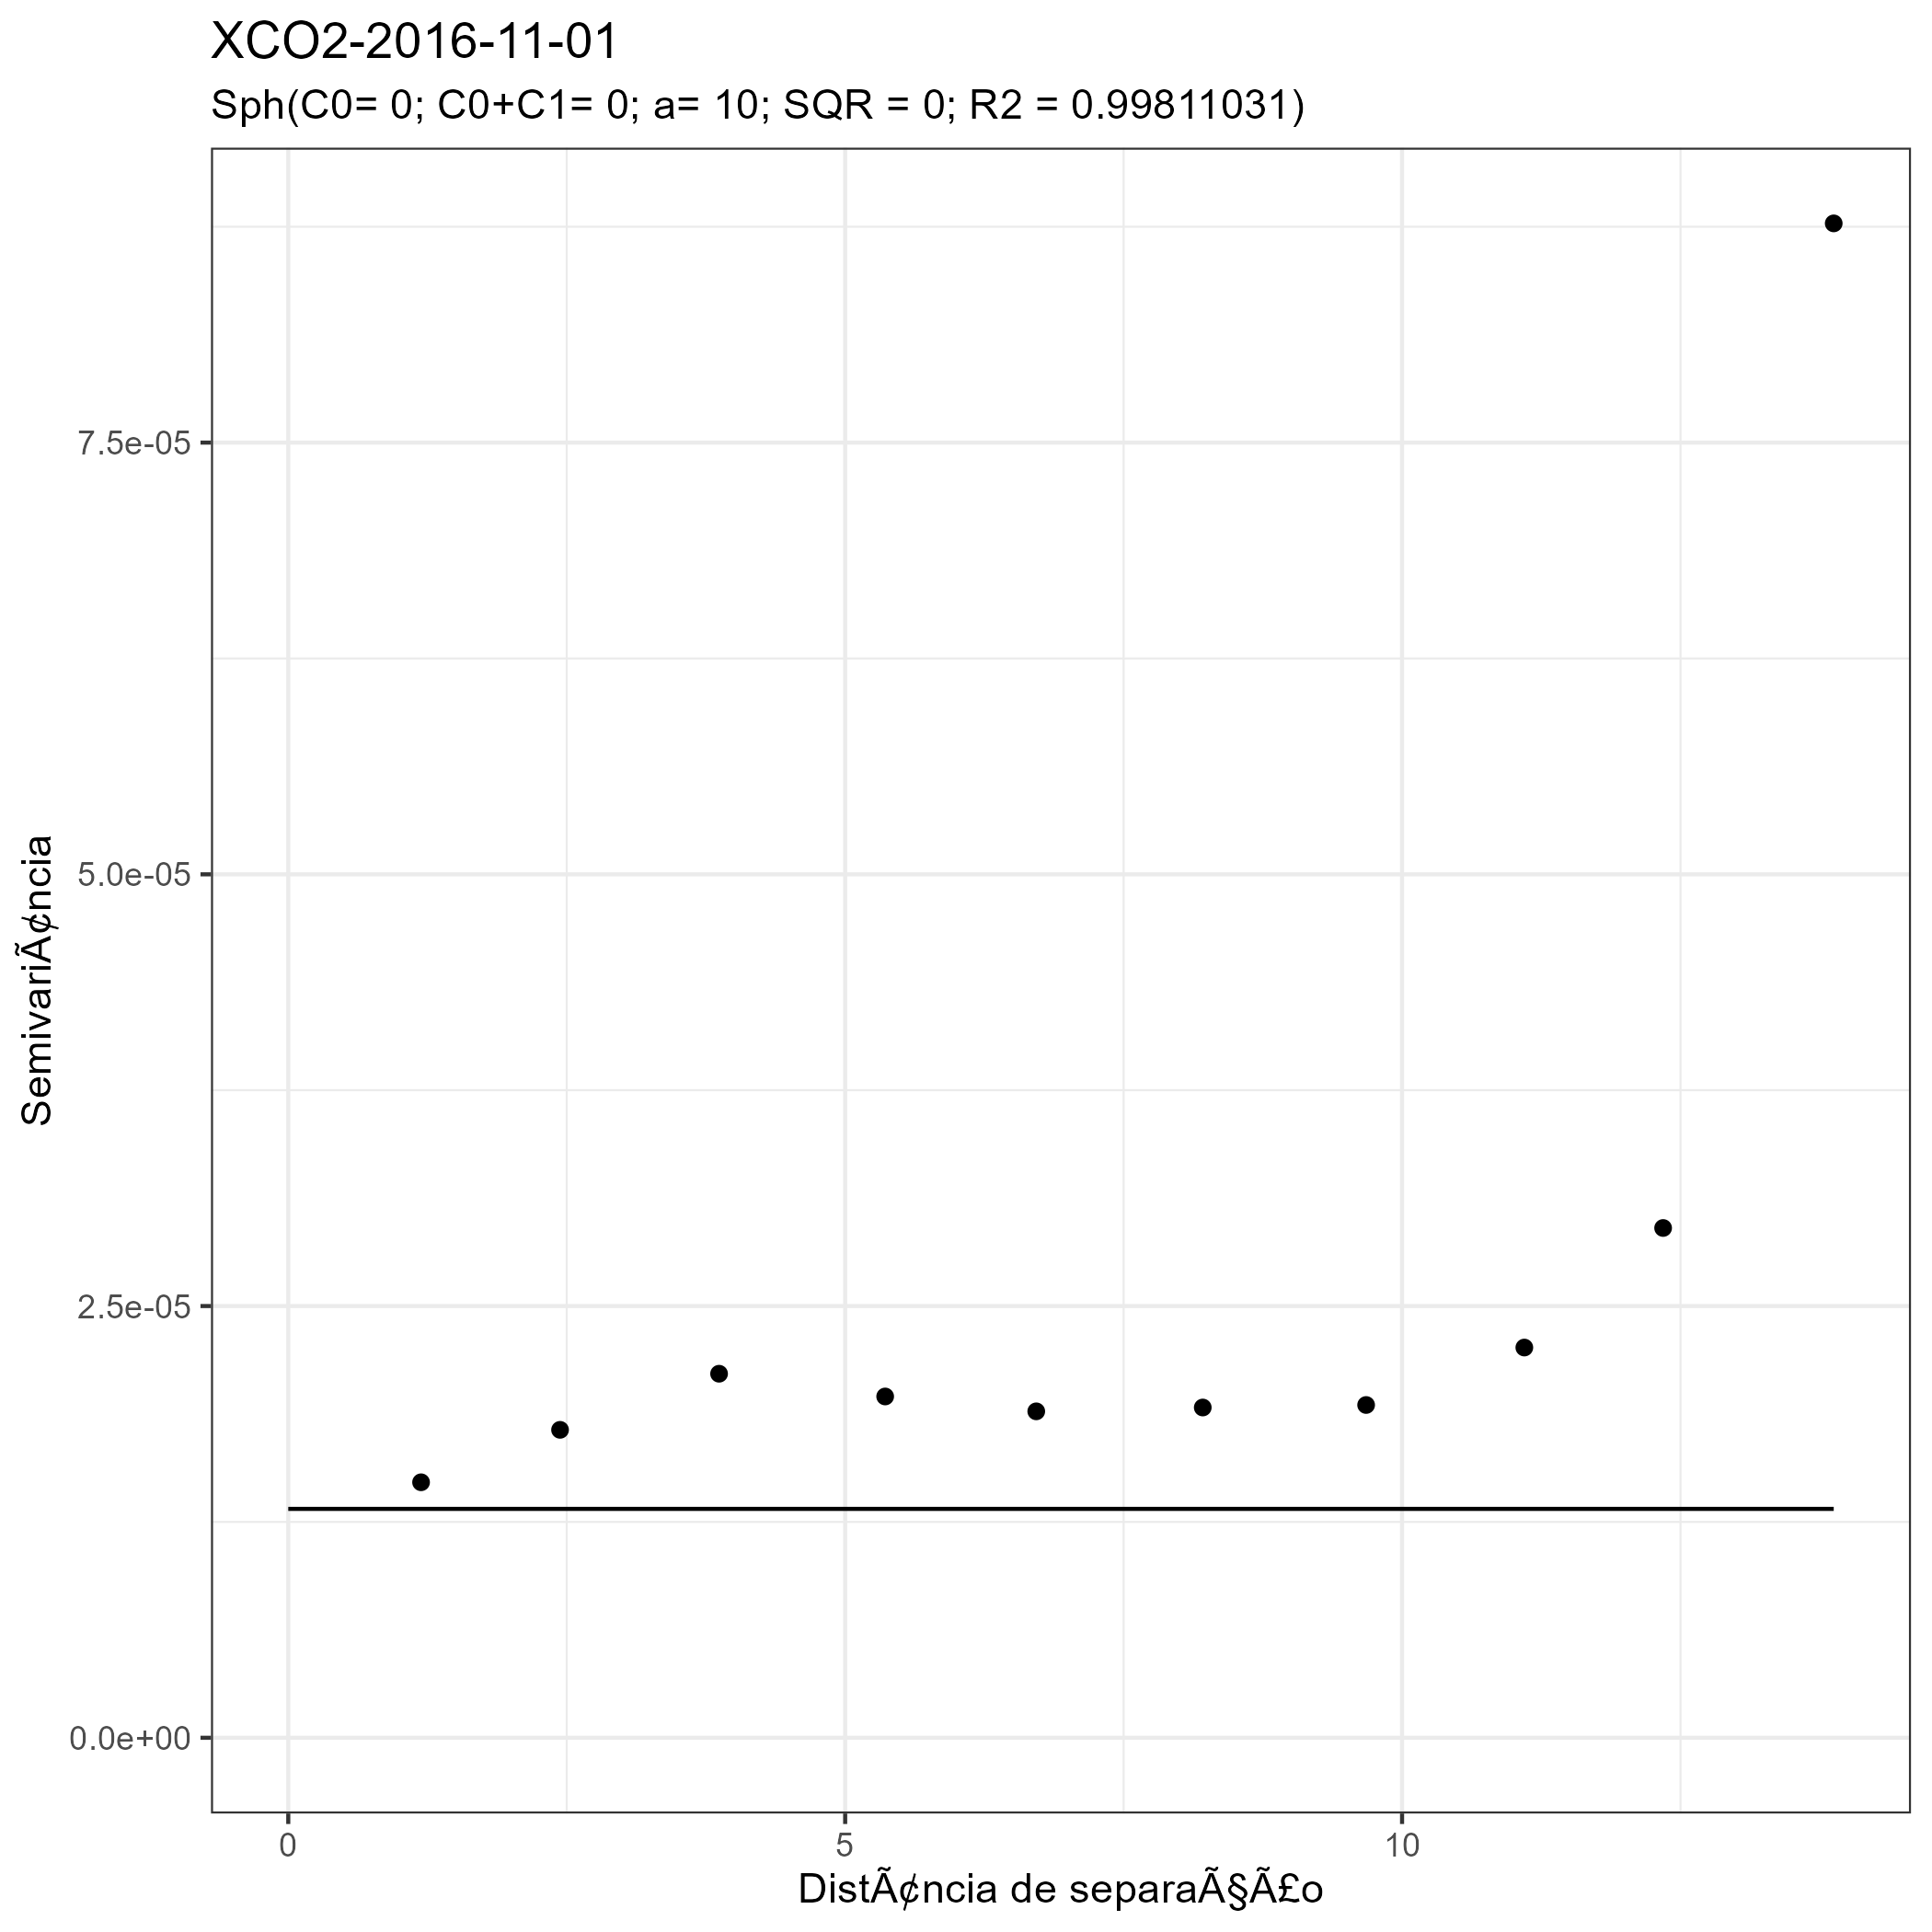 XCO2-2016-11-01
Sph(C0= 0; C0+C1= 0; a= 10; SQR = 0; R2 = 0.99811031)
SemivariÃ¢ncia
7.5e-05
5.0e-05
2.5e-05
0.0e+00
0
5
10
DistÃ¢ncia de separaÃ§Ã£o